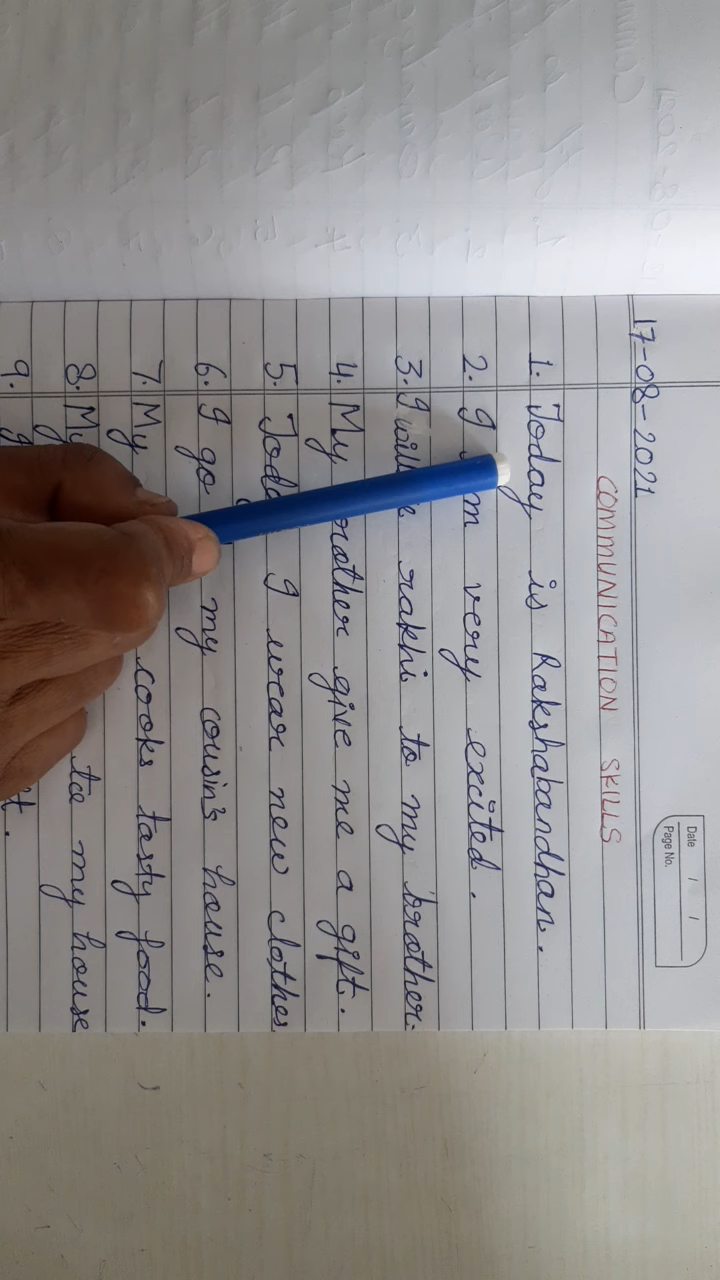 Date / /
Page No.
17-08-2021
COMMUNICATION SKILLS
1. Today is Rakshabandhan.
2. I very excited.
3. I will rakhi to my brother.
4. My give me a gift.
5. I wear new clothes
6. I go my cousin's house.
7. My cooks tasty food.
8. my house
9.